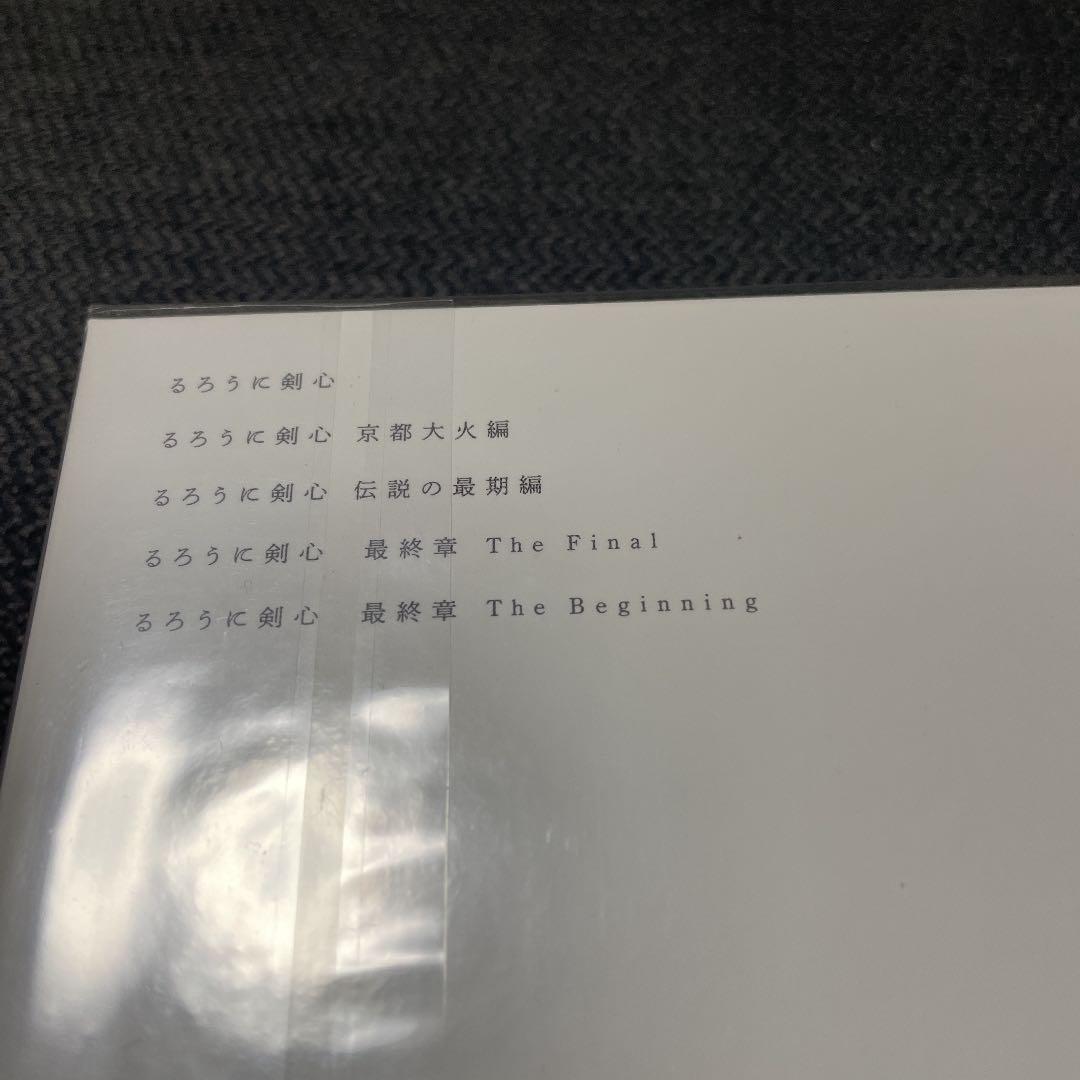 るろうに剣心
るろうに剣心 京都大火編
るろうに剣心 伝説の最期編
るろうに剣心 最終章 The Final
るろうに剣心 最終章 The Beginning